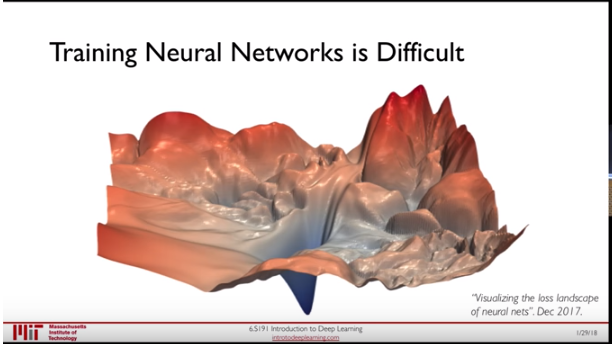 Training Neural Networks is Difficult
"Visualizing the loss landscape
of neural nets". Dec 2017.
Massachusetts
Institute of
Technology
6.S191 Introduction to Deep Learning
introtodeeplearning.com
1/29/18